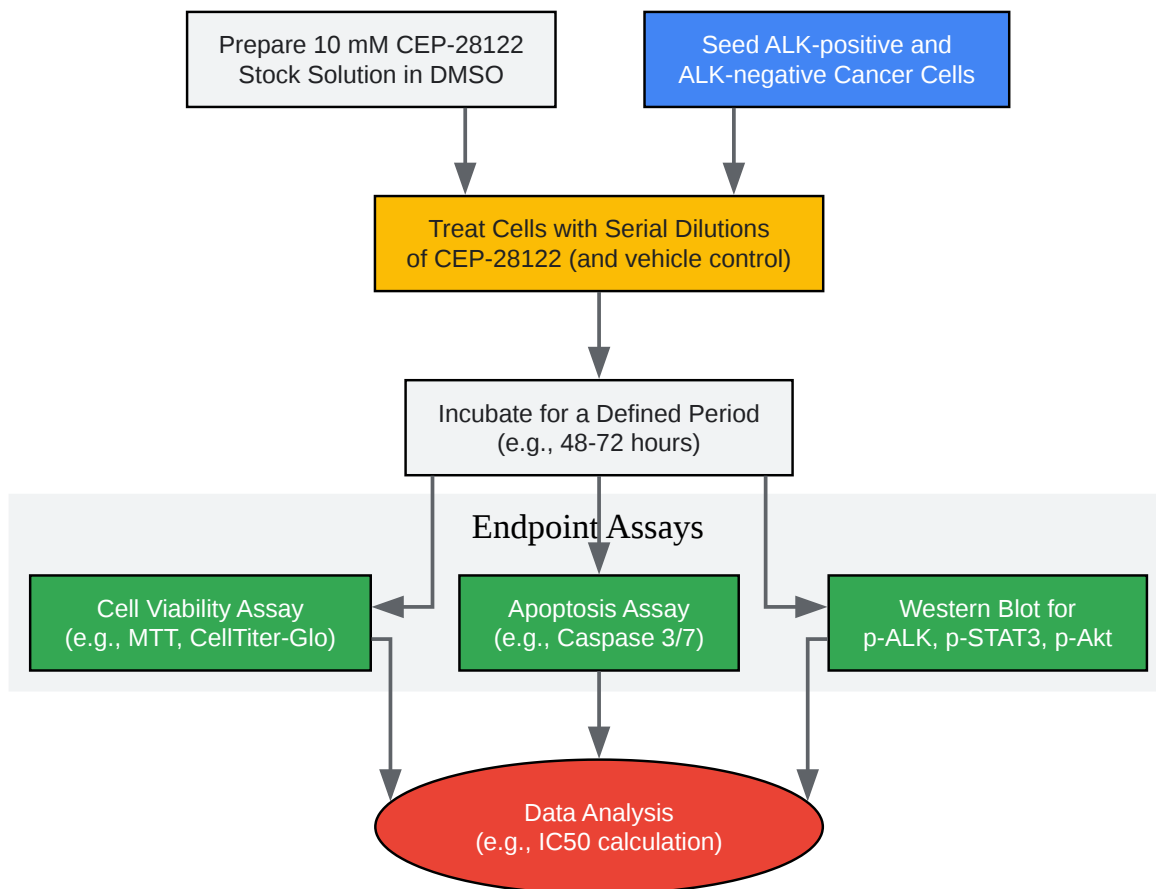 Prepare 10 mM CEP-28122
Stock Solution in DMSO
Seed ALK-positive and
ALK-negative Cancer Cells
Treat Cells with Serial Dilutions
of CEP-28122 (and vehicle control)
Incubate for a Defined Period
(e.g., 48-72 hours)
Endpoint Assays
Cell Viability Assay
(e.g., MTT, CellTiter-Glo)
Apoptosis Assay
(e.g., Caspase 3/7)
Western Blot for
p-ALK, p-STAT3, p-Akt
Data Analysis
(e.g., IC50 calculation)